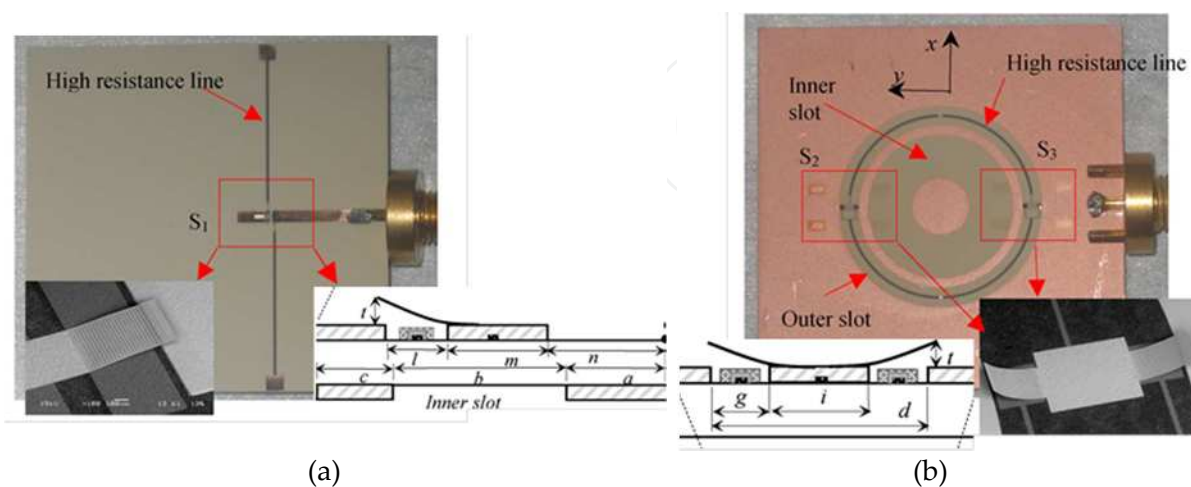 High resistance line
S1
t
l
m
n
c
b
a
Inner slot
(a)
x
y
High resistance line
Inner
slot
S2
S3
Outer slot
t
g
i
d
(b)